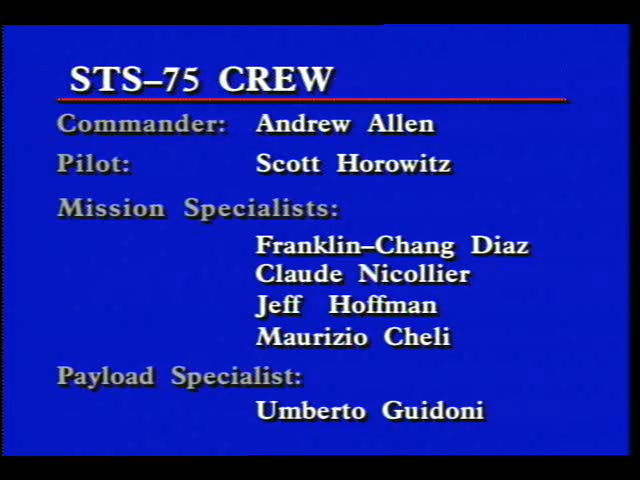 STS–75 CREW
Commander: Andrew Allen
Pilot: Scott Horowitz
Mission Specialists:
Franklin–Chang Diaz
Claude Nicollier
Jeff Hoffman
Maurizio Cheli
Payload Specialist:
Umberto Guidoni